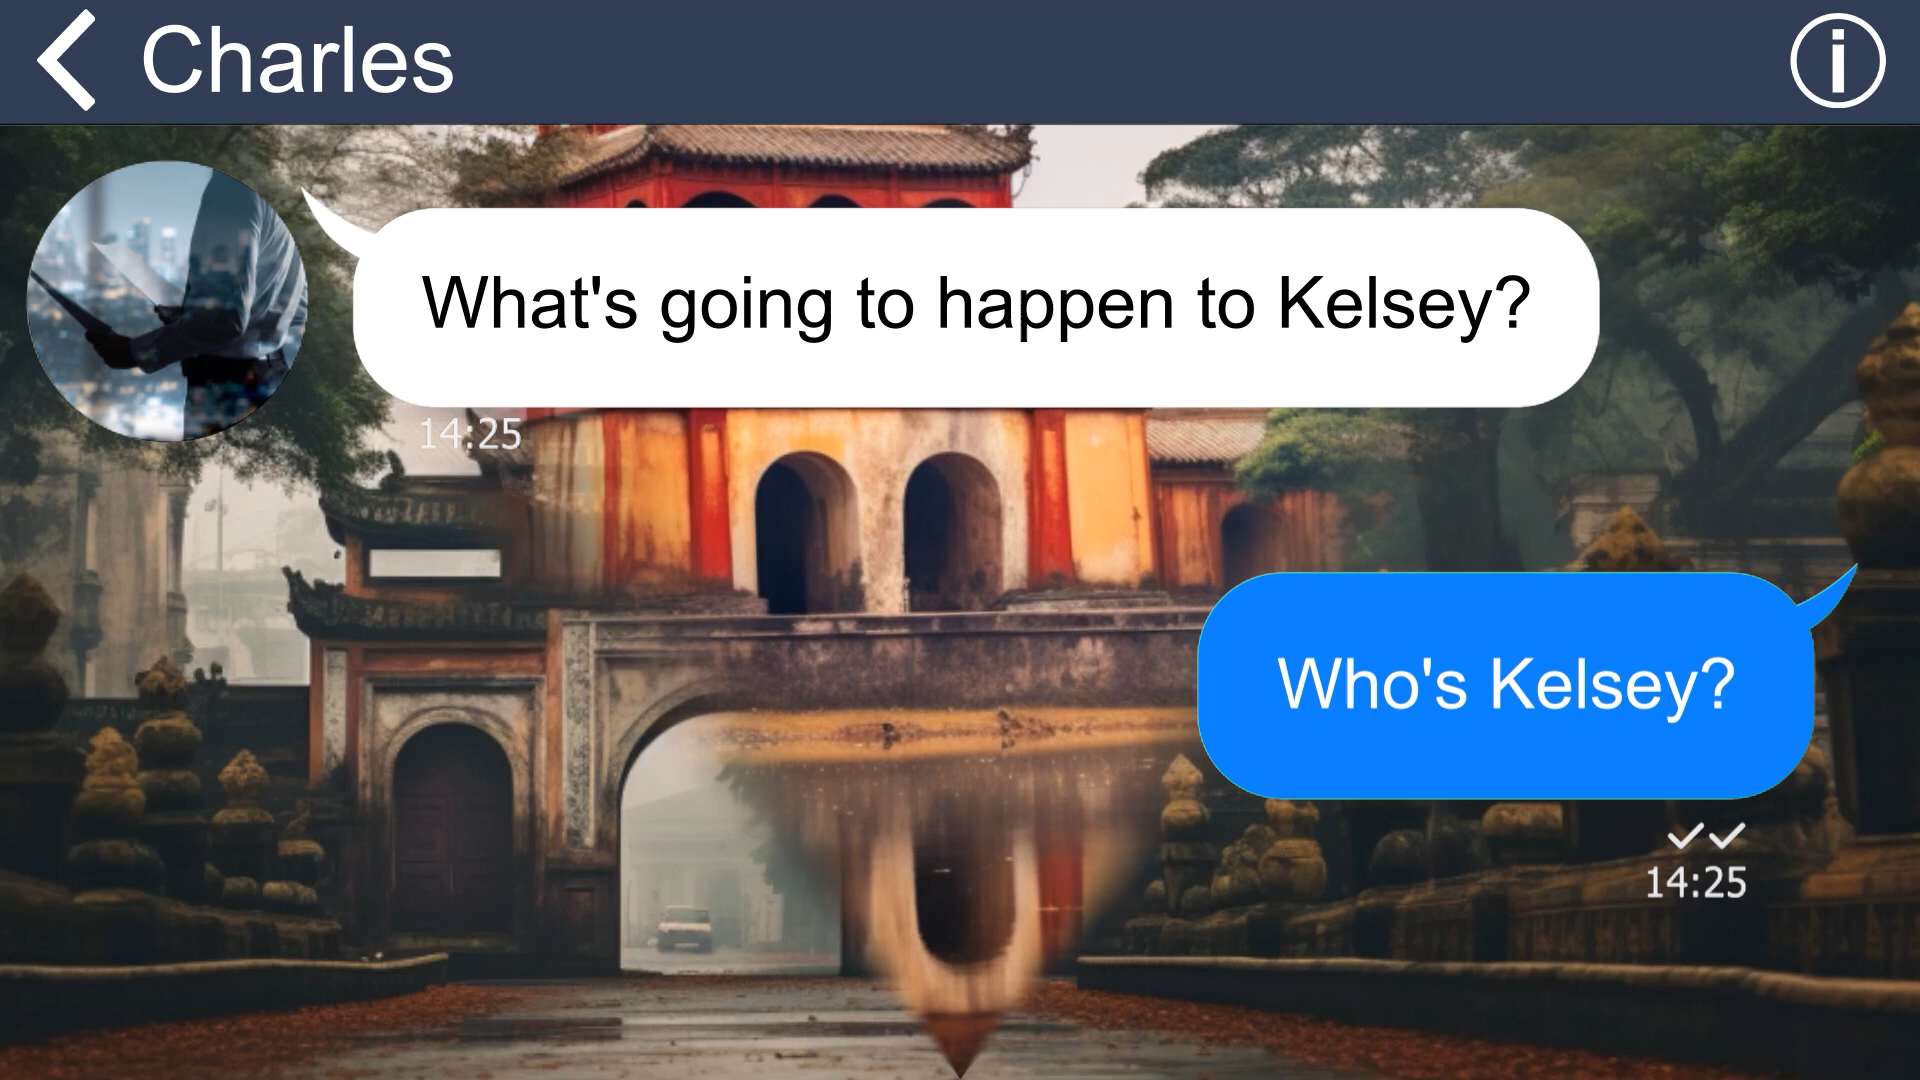 Charles
What's going to happen to Kelsey?
14:25
Who's Kelsey?
14:25